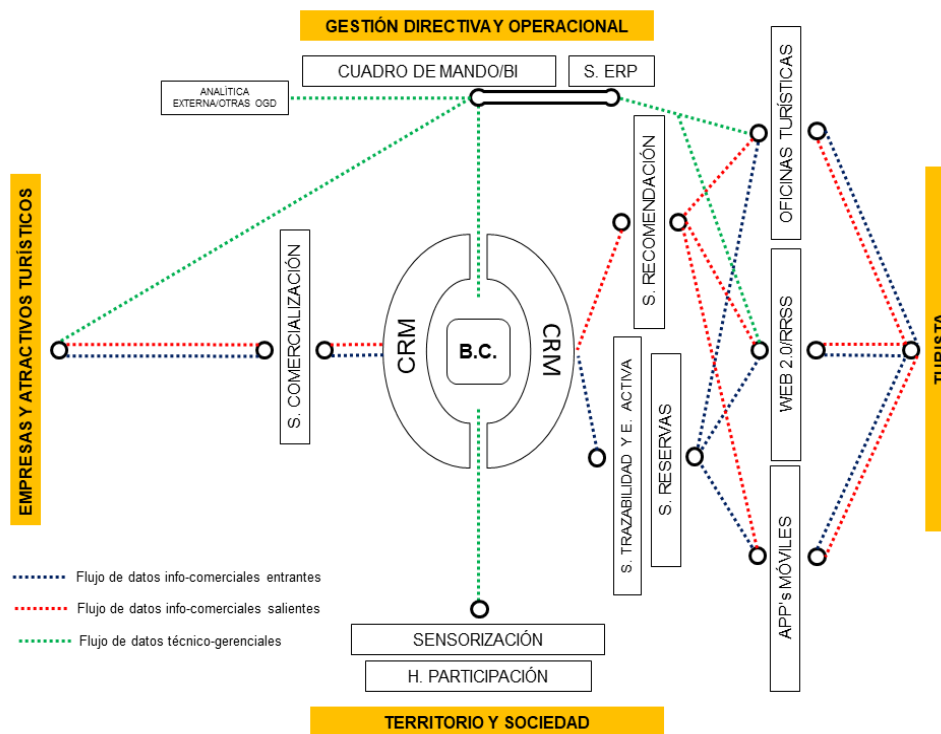 GESTIÓN DIRECTIVA Y OPERACIONAL
CUADRO DE MANDO/BI
S. ERP
ANALÍTICA
EXTERNA/OTRAS OGD
OFICINAS TURÍSTICAS
S. RECOMENDACIÓN
EMPRESAS Y ATRACTIVOS TURÍSTICOS
S. COMERCIALIZACIÓN
CRM
B.C.
CRM
S. TRAZABILIDAD Y E. ACTIVA
S. RESERVAS
WEB 2.0/RRSS
TURISTA
APP's MÓVILES
Flujo de datos info-comerciales entrantes
Flujo de datos info-comerciales salientes
Flujo de datos técnico-gerenciales
SENSORIZACIÓN
H. PARTICIPACIÓN
TERRITORIO Y SOCIEDAD